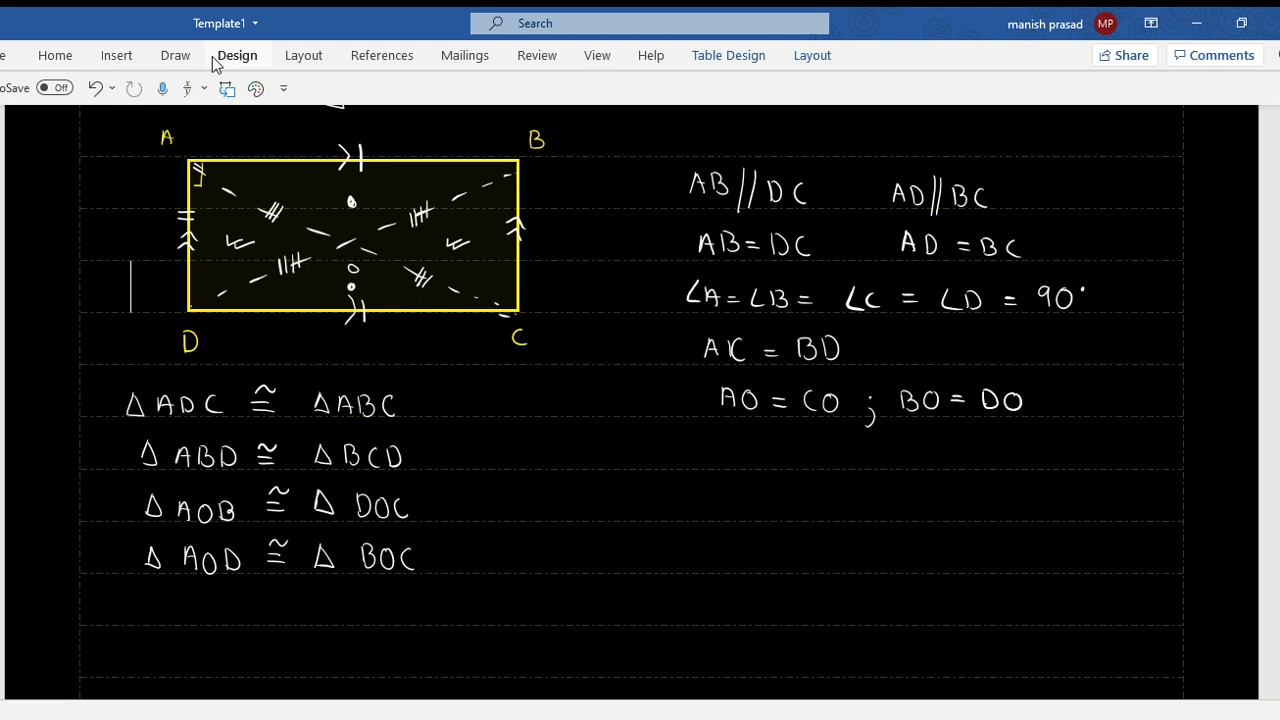 Template1
Search
manish prasad
MP
Home Insert Draw Design Layout References Mailings Review View Help Table Design Layout
Share
Comments
oSave Off
A
B
D
C
AB // DC AD // BC
AB = DC AD = BC
∠A = ∠B = ∠C = ∠D = 90°
AC = BD
AO = CO ; BO = DO
Δ ADC ≅ Δ ABC
Δ ABD ≅ Δ BCD
Δ AOB ≅ Δ DOC
Δ AOD ≅ Δ BOC